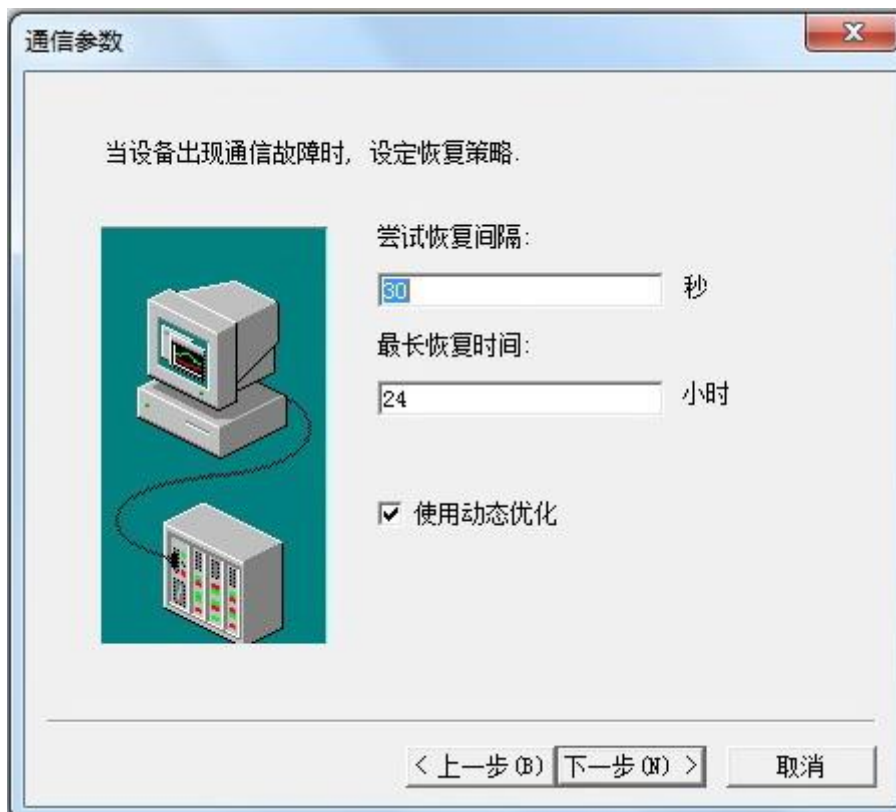 通信参数
当设备出现通信故障时, 设定恢复策略.
尝试恢复间隔:
30 秒
最长恢复时间:
24 小时
使用动态优化
< 上一步(B) 下一步(N) > 取消